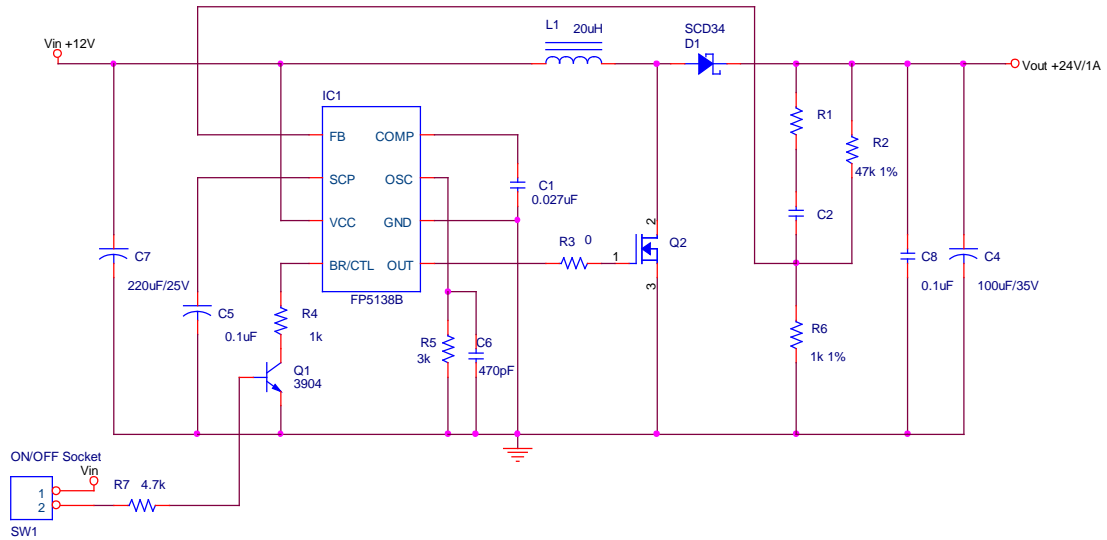 L1
20uH
SCD34
D1
Vin +12V
Vout +24V/1A
IC1
FB
COMP
SCP
OSC
VCC
GND
BR/CTL
OUT
FP5138B
R1
R2
47k 1%
C1
0.027uF
C2
R3
0
1
2
3
Q2
C7
220uF/25V
C8
0.1uF
C4
100uF/35V
C5
0.1uF
R4
1k
R5
3k
C6
470pF
R6
1k 1%
Q1
3904
ON/OFF Socket
Vin
1
2
R7
4.7k
SW1